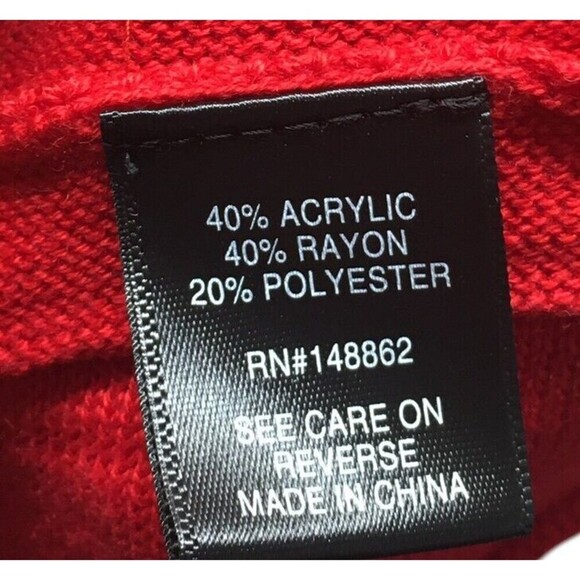 40% ACRYLIC
40% RAYON
20% POLYESTER
RN#148862
SEE CARE ON
REVERSE
MADE IN CHINA